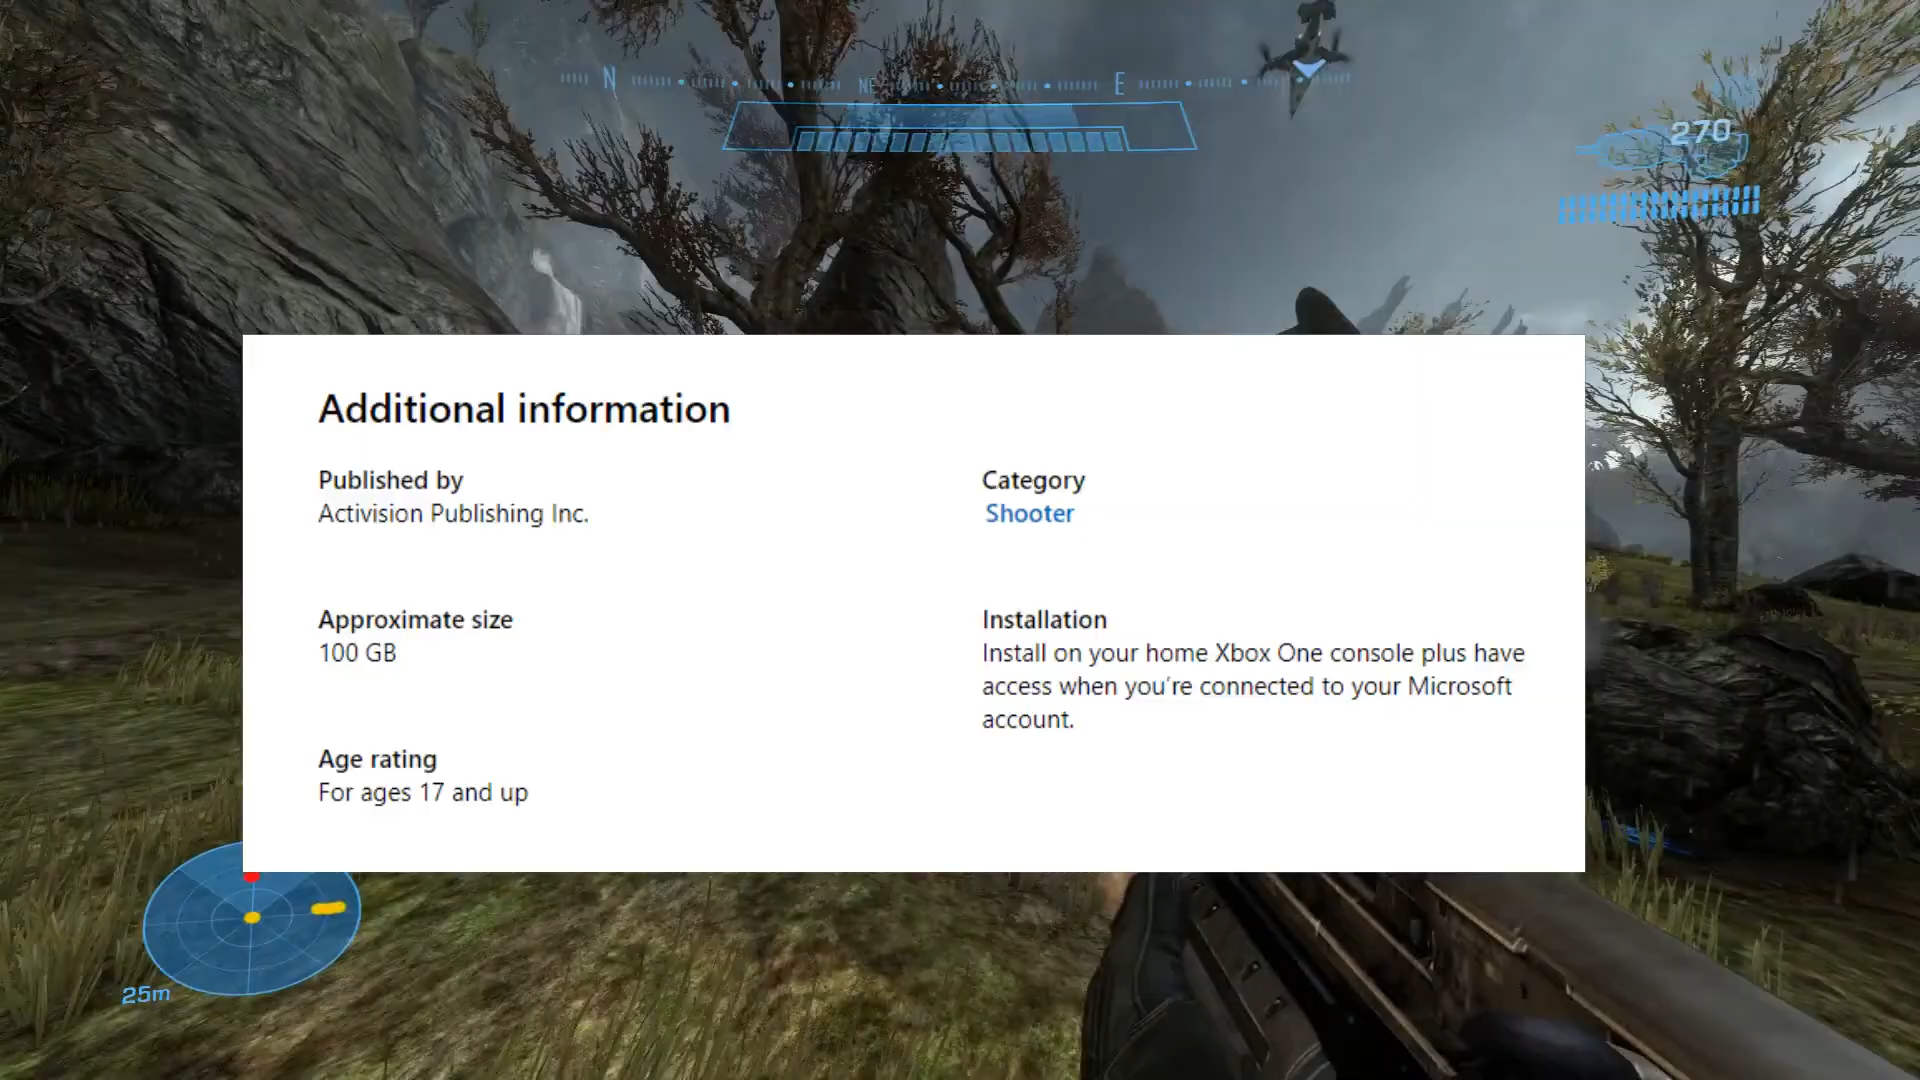 N NE E
270
Additional information
Published by
Activision Publishing Inc.
Category
Shooter
Approximate size
100 GB
Installation
Install on your home Xbox One console plus have
access when you're connected to your Microsoft
account.
Age rating
For ages 17 and up
25m